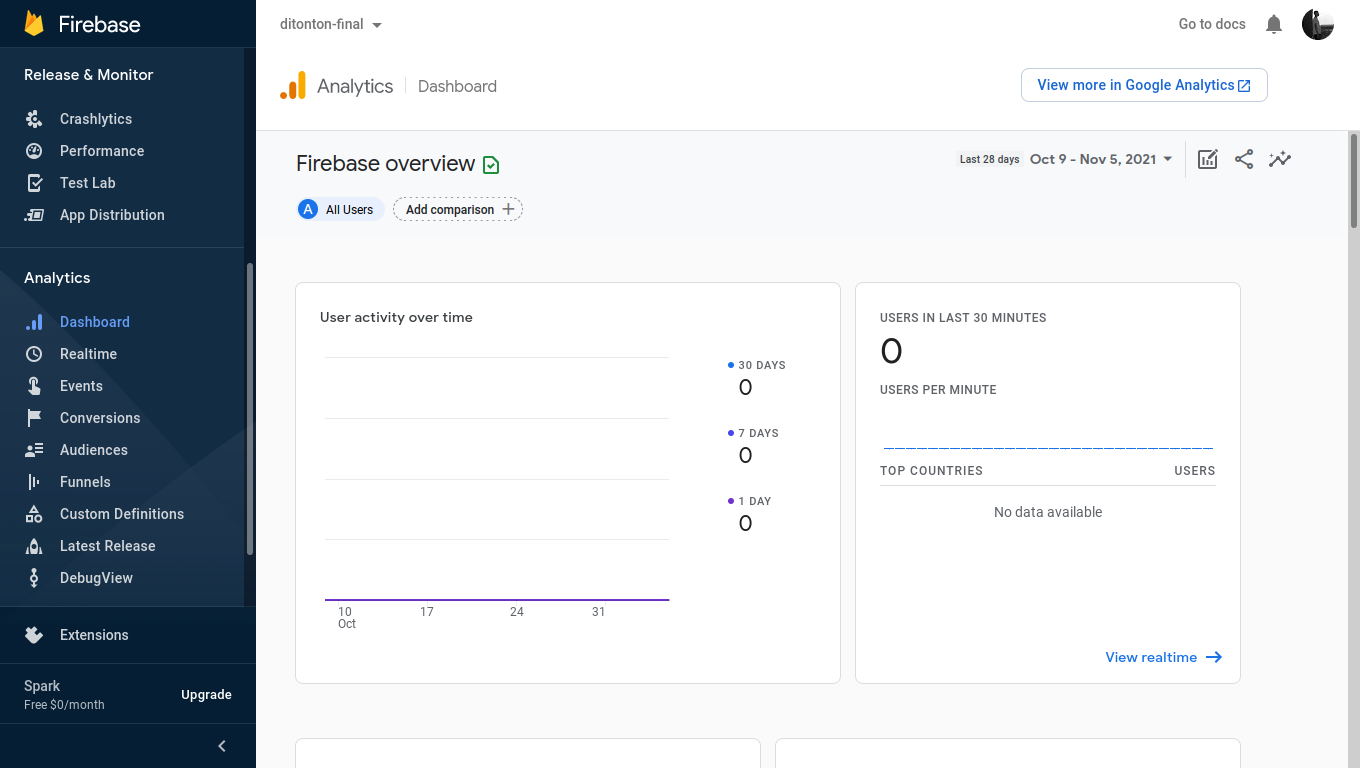 Firebase
Release & Monitor
Crashlytics
Performance
Test Lab
App Distribution
Analytics
Dashboard
Realtime
Events
Conversions
Audiences
Funnels
Custom Definitions
Latest Release
DebugView
Extensions
Spark
Free $0/month
Upgrade
ditonton-final
Go to docs
Analytics
Dashboard
View more in Google Analytics
Firebase overview
Last 28 days
Oct 9 - Nov 5, 2021
A
All Users
Add comparison
User activity over time
30 DAYS
0
7 DAYS
0
1 DAY
0
10 17 24 31
Oct
USERS IN LAST 30 MINUTES
0
USERS PER MINUTE
TOP COUNTRIES USERS
No data available
View realtime